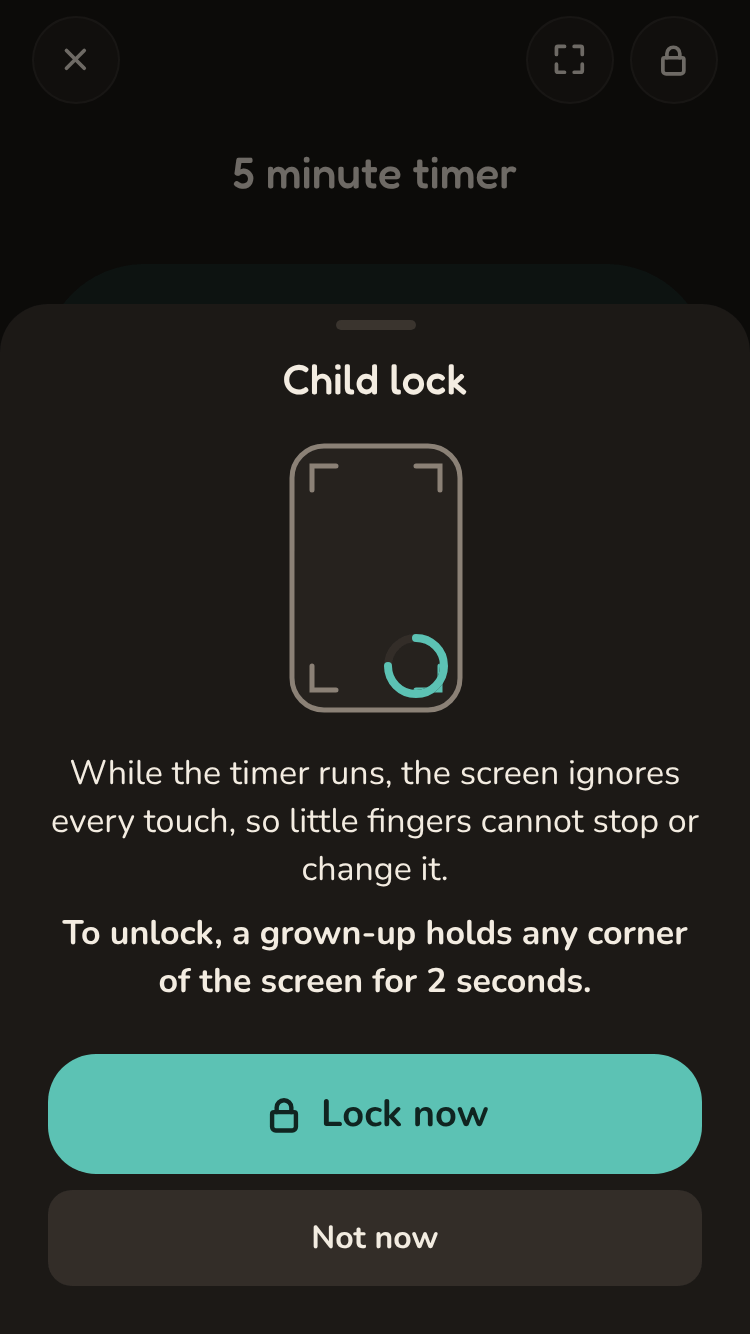 5 minute timer
Child lock
While the timer runs, the screen ignores
every touch, so little fingers cannot stop or
change it.
To unlock, a grown-up holds any corner
of the screen for 2 seconds.
Lock now
Not now